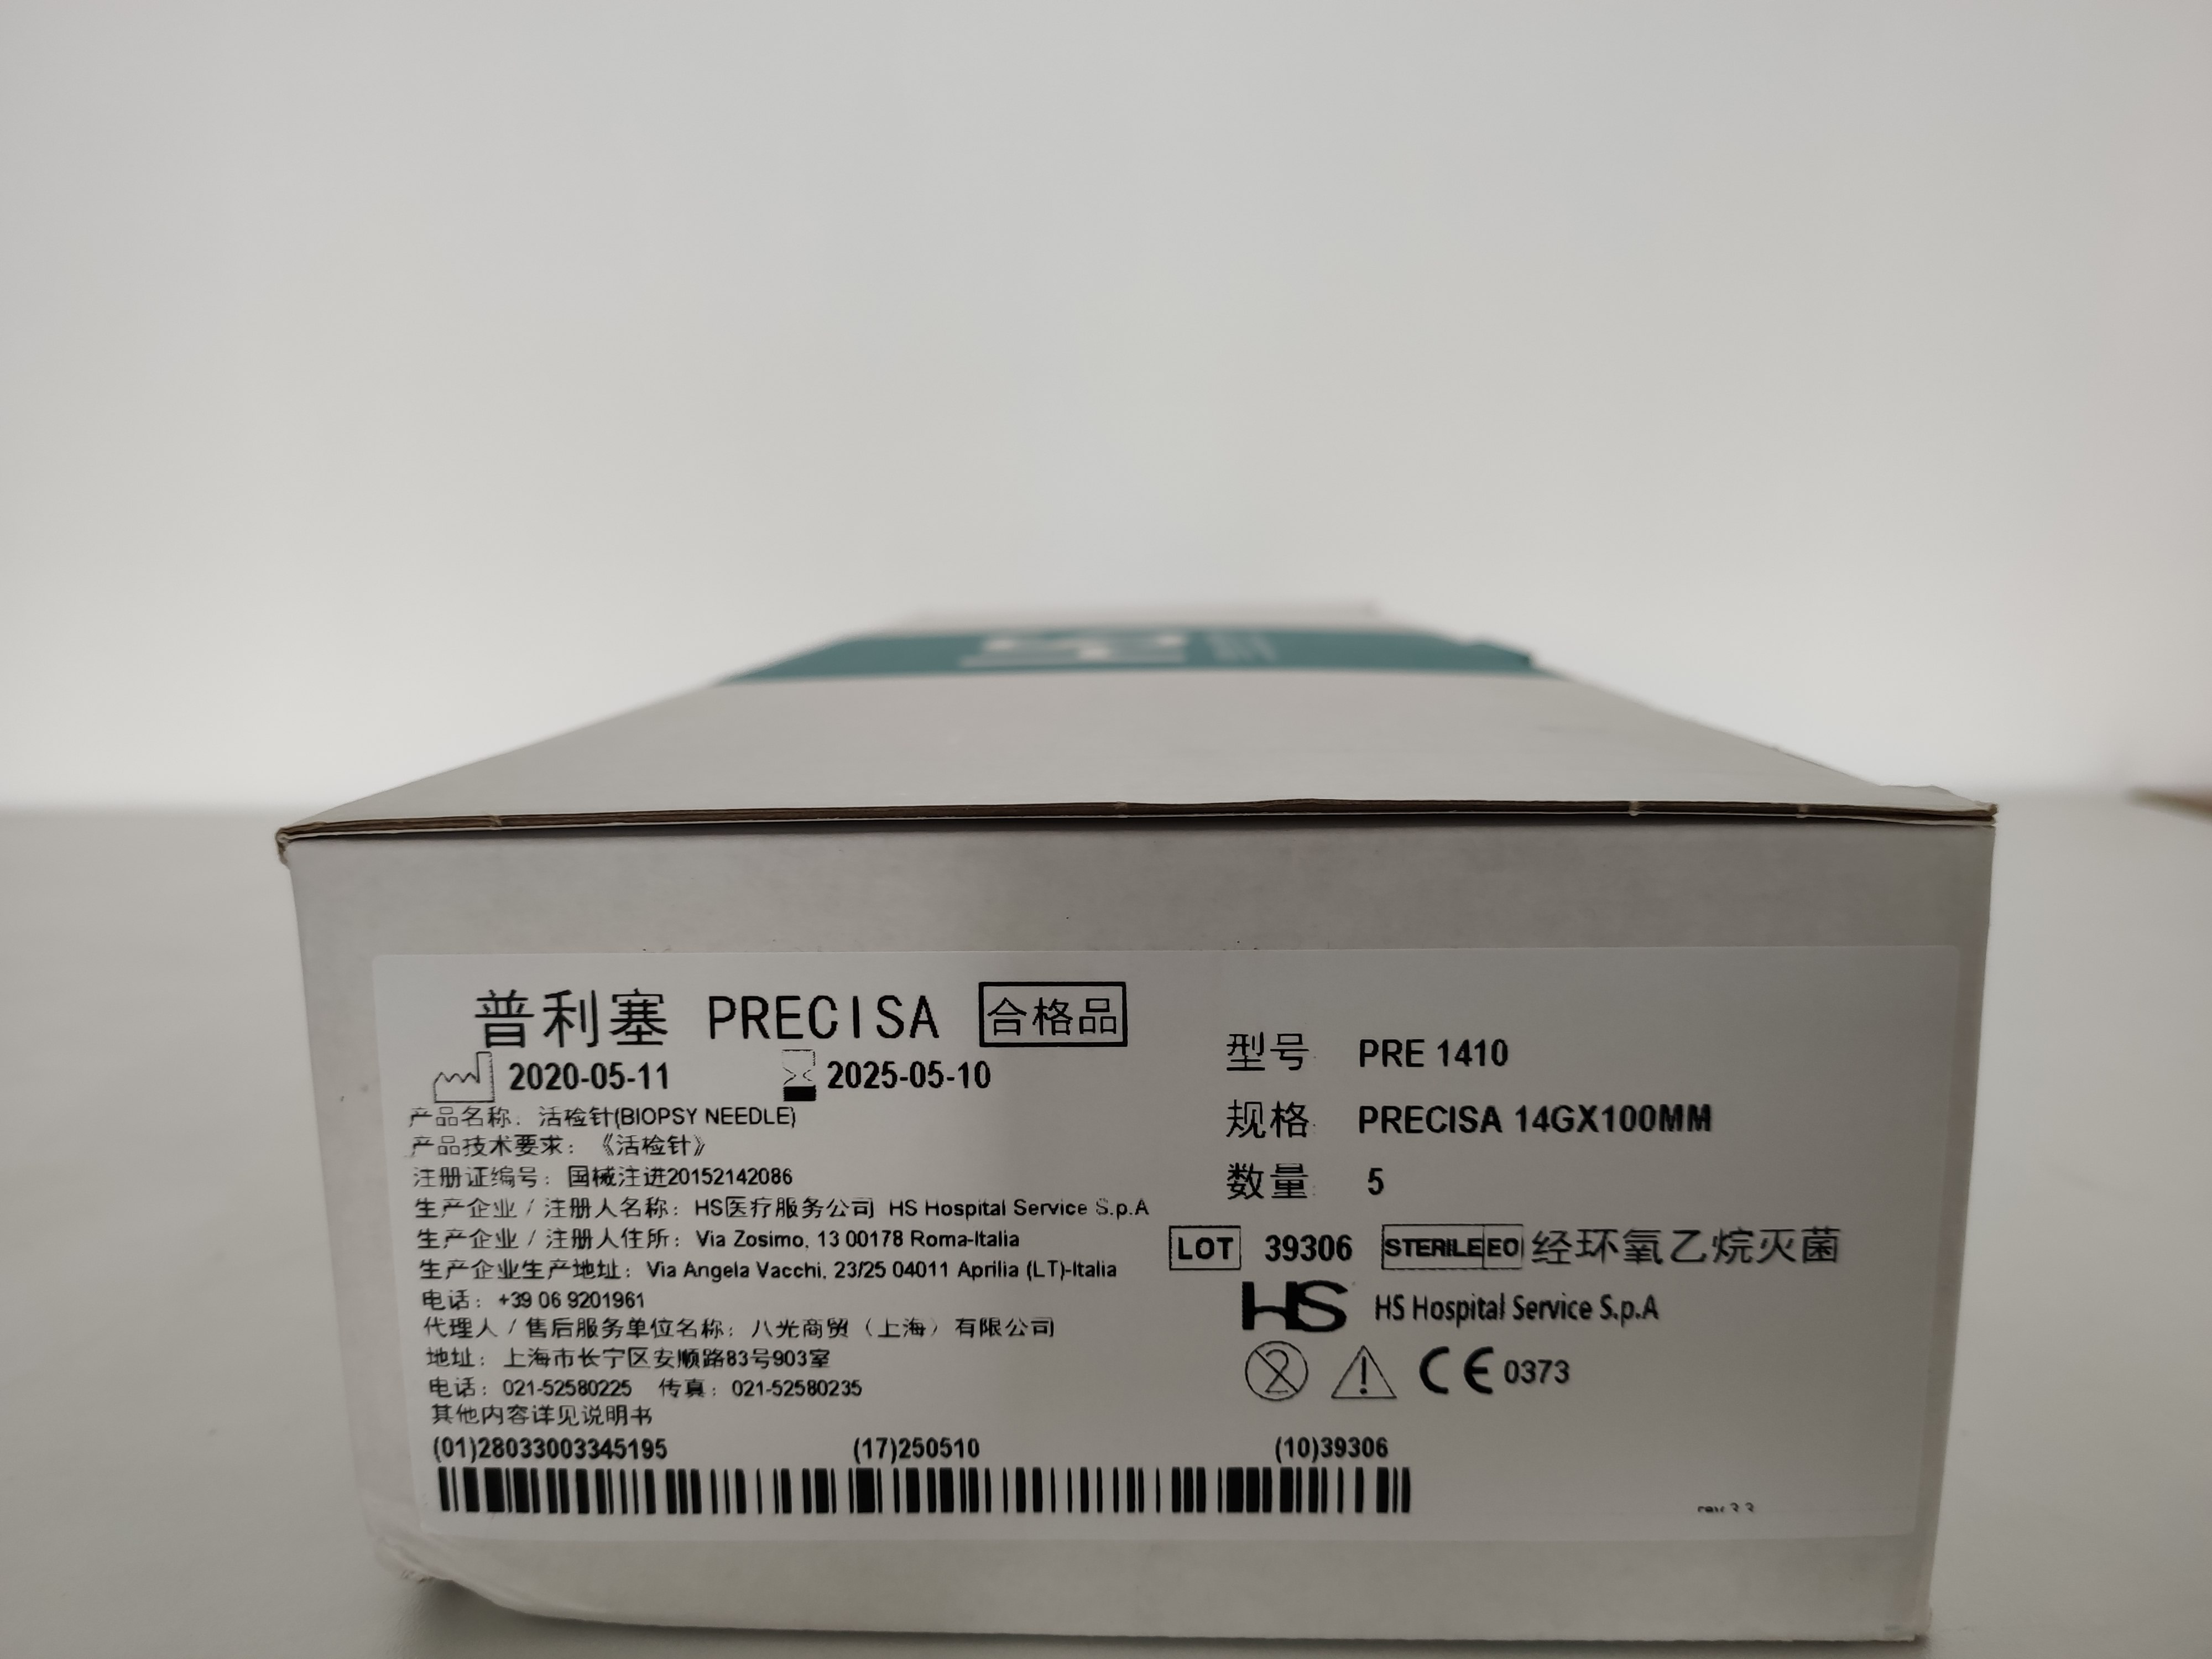 普利塞 PRECISA 合格品
2020-05-11 2025-05-10
产品名称：活检针(BIOPSY NEEDLE)
产品技术要求：《活检针》
注册证编号：国械注进20152142086
生产企业 / 注册人名称：HS医疗服务公司 HS Hospital Service S.p.A
生产企业 / 注册人住所：Via Zosimo, 13 00178 Roma-Italia
生产企业生产地址：Via Angela Vacchi, 23/25 04011 Aprilia (LT)-Italia
电话：+39 06 9201961
代理人 / 售后服务单位名称：八光商贸（上海）有限公司
地址：上海市长宁区安顺路83号903室
电话：021-52580225 传真：021-52580235
其他内容详见说明书
(01)28033003345195 (17)250510 (10)39306
型号: PRE 1410
规格: PRECISA 14GX100MM
数量: 5
LOT 39306 STERILE EO 经环氧乙烷灭菌
HS HS Hospital Service S.p.A
2 ! CE 0373
rev 3.3